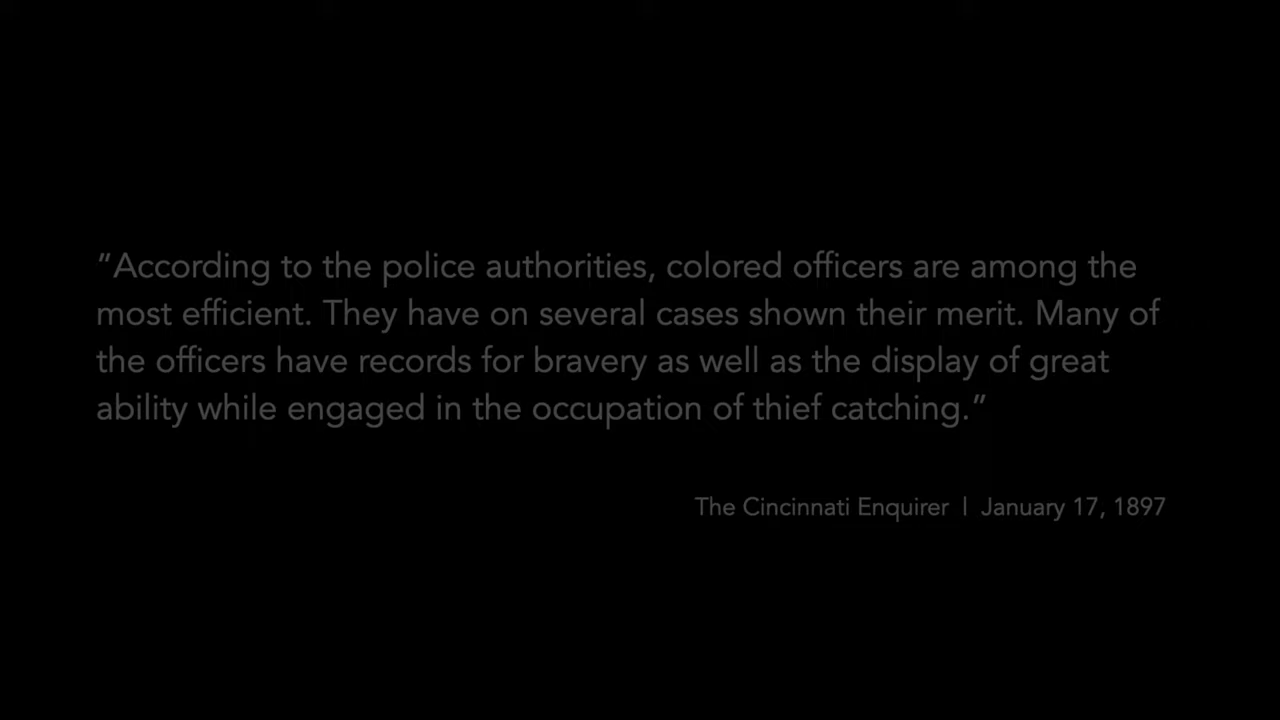 “According to the police authorities, colored officers are among the
most efficient. They have on several cases shown their merit. Many of
the officers have records for bravery as well as the display of great
ability while engaged in the occupation of thief catching.”
The Cincinnati Enquirer | January 17, 1897